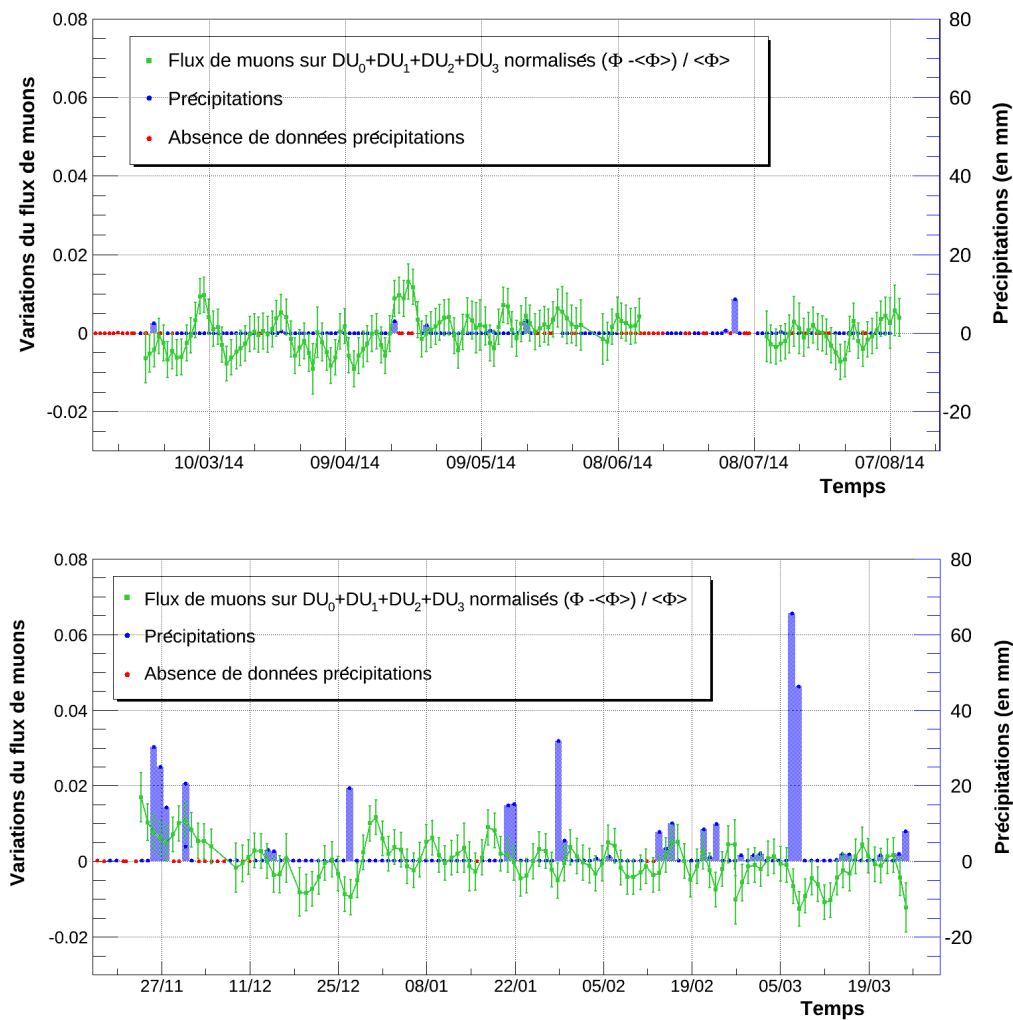 0.08
80
Flux de muons sur DU0+DU1+DU2+DU3 normalisés (Φ -<Φ>) / <Φ>
0.06
Précipitations
60
Absence de données précipitations
0.04
40
0.02
20
0
0
-0.02
-20
Variations du flux de muons
Précipitations (en mm)
10/03/14 09/04/14 09/05/14 08/06/14 08/07/14 07/08/14
Temps
0.08
80
Flux de muons sur DU0+DU1+DU2+DU3 normalisés (Φ -<Φ>) / <Φ>
0.06
Précipitations
60
Absence de données précipitations
0.04
40
0.02
20
0
0
-0.02
-20
Variations du flux de muons
Précipitations (en mm)
27/11 11/12 25/12 08/01 22/01 05/02 19/02 05/03 19/03
Temps